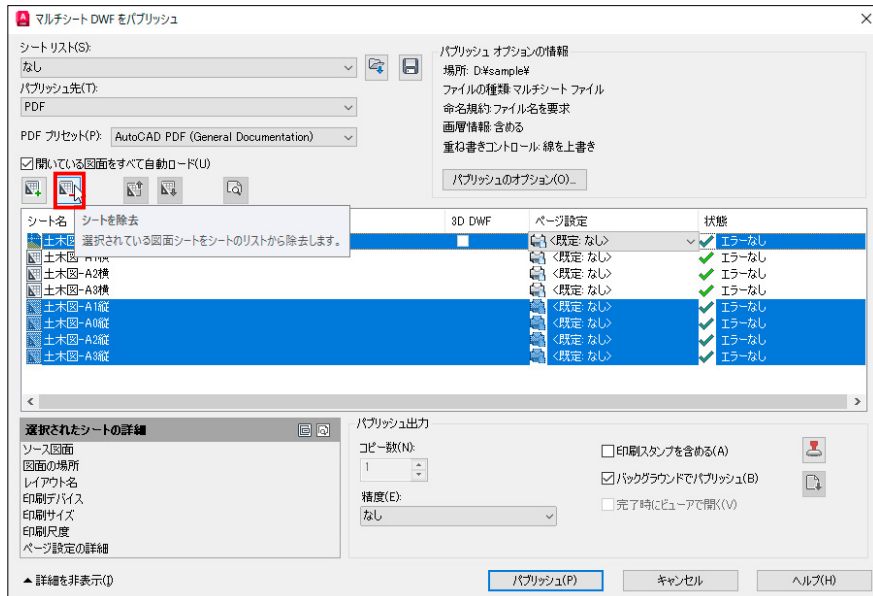 マルチシート DWF をパブリッシュ
シート リスト(S):
なし
パブリッシュ先(T):
PDF
PDF プリセット(P): AutoCAD PDF (General Documentation)
開いている図面をすべて自動ロード(U)
パブリッシュ オプションの情報
場所: D:¥sample¥
ファイルの種類: マルチシート ファイル
命名規約: ファイル名を要求
画層情報: 含める
重ね書きコントロール: 線を上書き
パブリッシュのオプション(O)...
シート名 3D DWF ページ設定 状態
シートを除去
選択されている図面シートをシートのリストから除去します。
土木図 <既定: なし> エラーなし
土木図-A1横 <既定: なし> エラーなし
土木図-A2横 <既定: なし> エラーなし
土木図-A3横 <既定: なし> エラーなし
土木図-A1縦 <既定: なし> エラーなし
土木図-A0縦 <既定: なし> エラーなし
土木図-A2縦 <既定: なし> エラーなし
土木図-A3縦 <既定: なし> エラーなし
選択されたシートの詳細
ソース図面
図面の場所
レイアウト名
印刷デバイス
印刷サイズ
印刷尺度
ページ設定の詳細
パブリッシュ出力
コピー数(N):
1
精度(E):
なし
印刷スタンプを含める(A)
バックグラウンドでパブリッシュ(B)
完了時にビューアで開く(V)
詳細を非表示(I)
パブリッシュ(P)
キャンセル
ヘルプ(H)